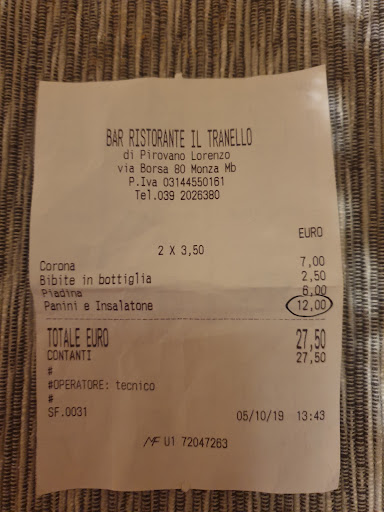 BAR RISTORANTE IL TRANELLO
di Pirovano Lorenzo
via Borsa 80 Monza Mb
P.Iva 03144550161
Tel.039 2026380
EURO
2 X 3,50
Corona 7,00
Bibite in bottiglia 2,50
Piadina 6,00
Panini e Insalatone 12,00
TOTALE EURO 27,50
CONTANTI 27,50
#
#OPERATORE: tecnico
#
SF.0031 05/10/19 13:43
MF U1 72047263